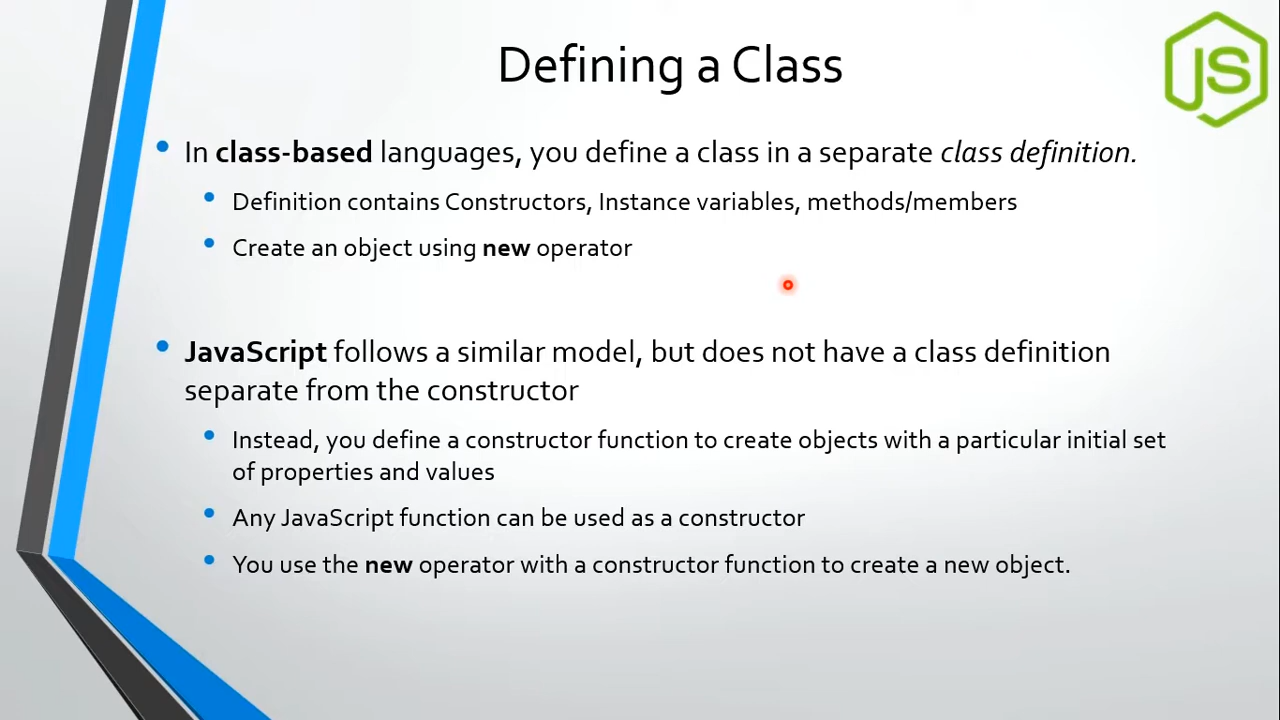 Defining a Class
JS
In class-based languages, you define a class in a separate class definition.
Definition contains Constructors, Instance variables, methods/members
Create an object using new operator
JavaScript follows a similar model, but does not have a class definition
separate from the constructor
Instead, you define a constructor function to create objects with a particular initial set
of properties and values
Any JavaScript function can be used as a constructor
You use the new operator with a constructor function to create a new object.